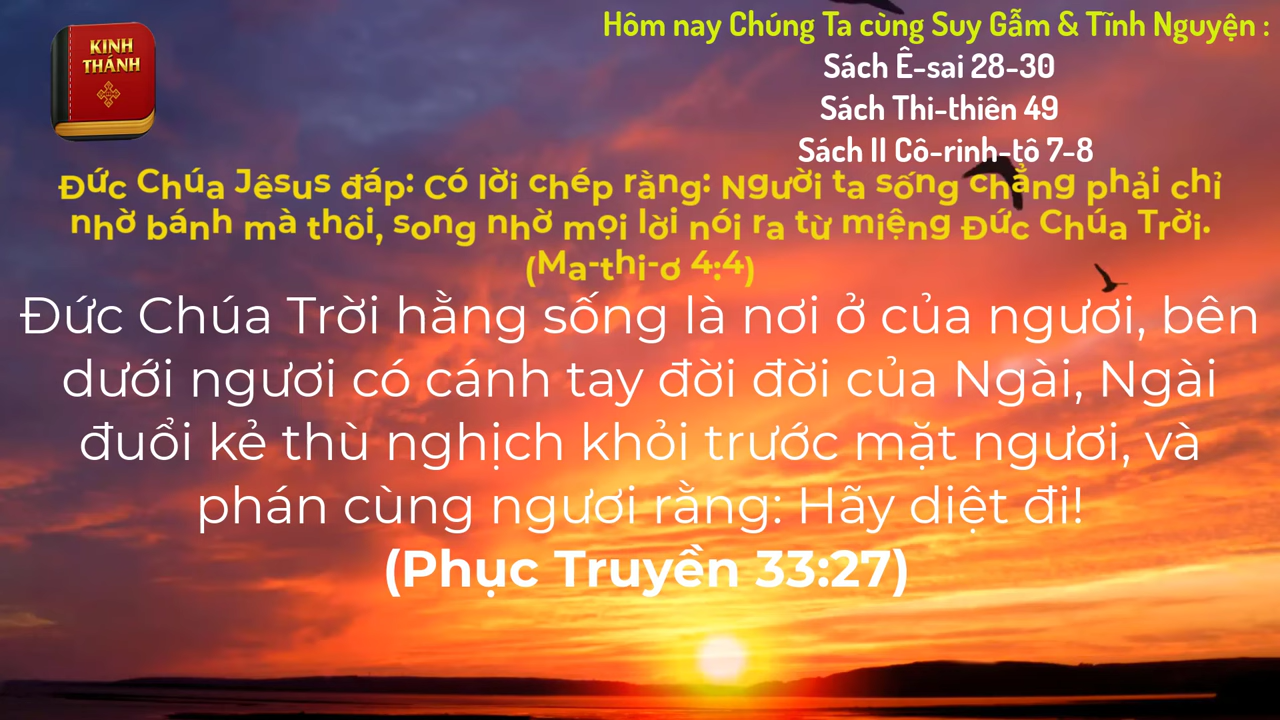 KINH
THÁNH
Hôm nay Chúng Ta cùng Suy Gẫm & Tĩnh Nguyện :
Sách Ê-sai 28-30
Sách Thi-thiên 49
Sách II Cô-rinh-tô 7-8
Đức Chúa Jêsus đáp: Có lời chép rằng: Người ta sống chẳng phải chỉ
nhờ bánh mà thôi, song nhờ mọi lời nói ra từ miệng Đức Chúa Trời.
(Ma-thi-ơ 4:4)
Đức Chúa Trời hằng sống là nơi ở của ngươi, bên
dưới ngươi có cánh tay đời đời của Ngài, Ngài
đuổi kẻ thù nghịch khỏi trước mặt ngươi, và
phán cùng ngươi rằng: Hãy diệt đi!
(Phục Truyền 33:27)